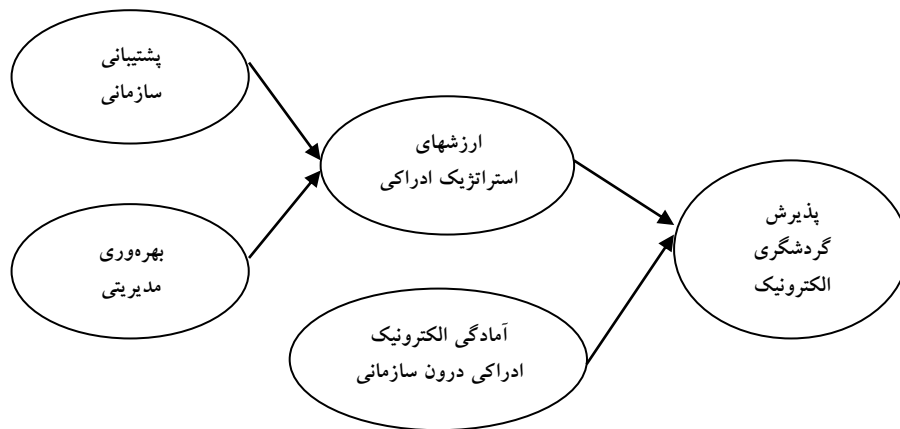 پشتیبانی
سازمانی
ارزشهای
استراتژیک ادراکی
پذیرش
گردشگری
الکترونیک
بهره‌وری
مدیریتی
آمادگی الکترونیک
ادراکی درون سازمانی